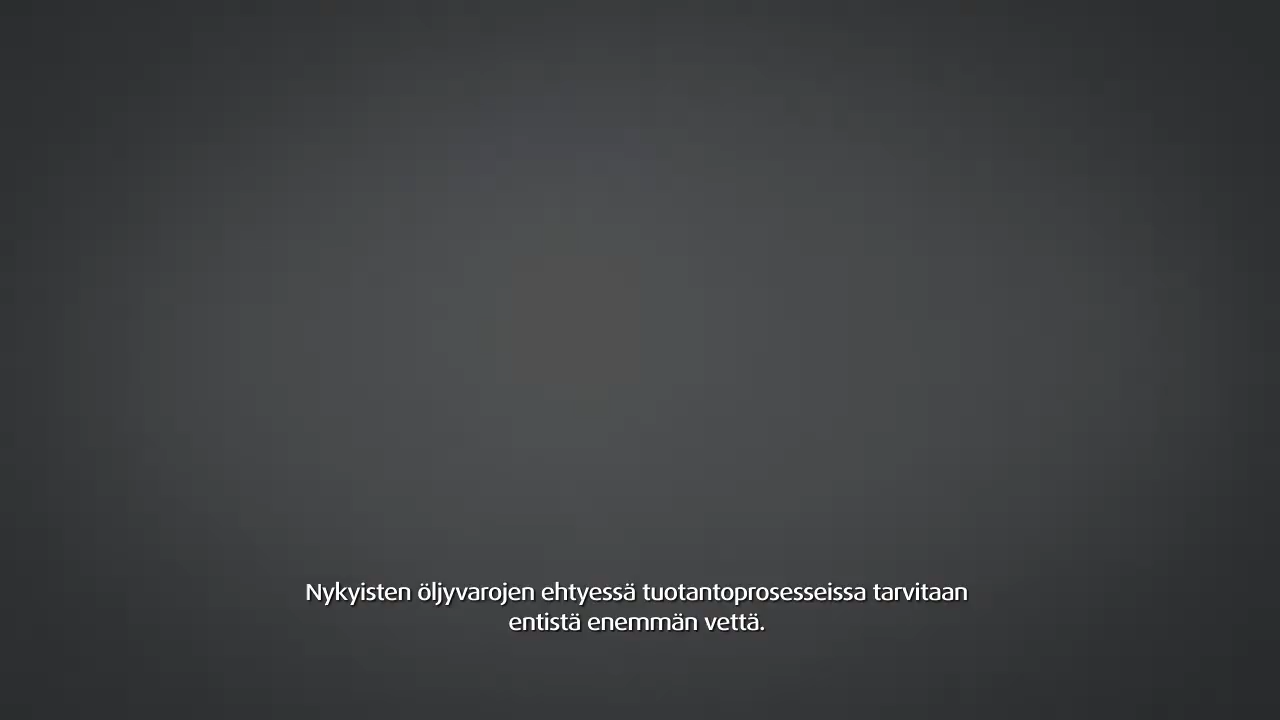 Nykyisten öljyvarojen ehtyessä tuotantoprosesseissa tarvitaan
entistä enemmän vettä.